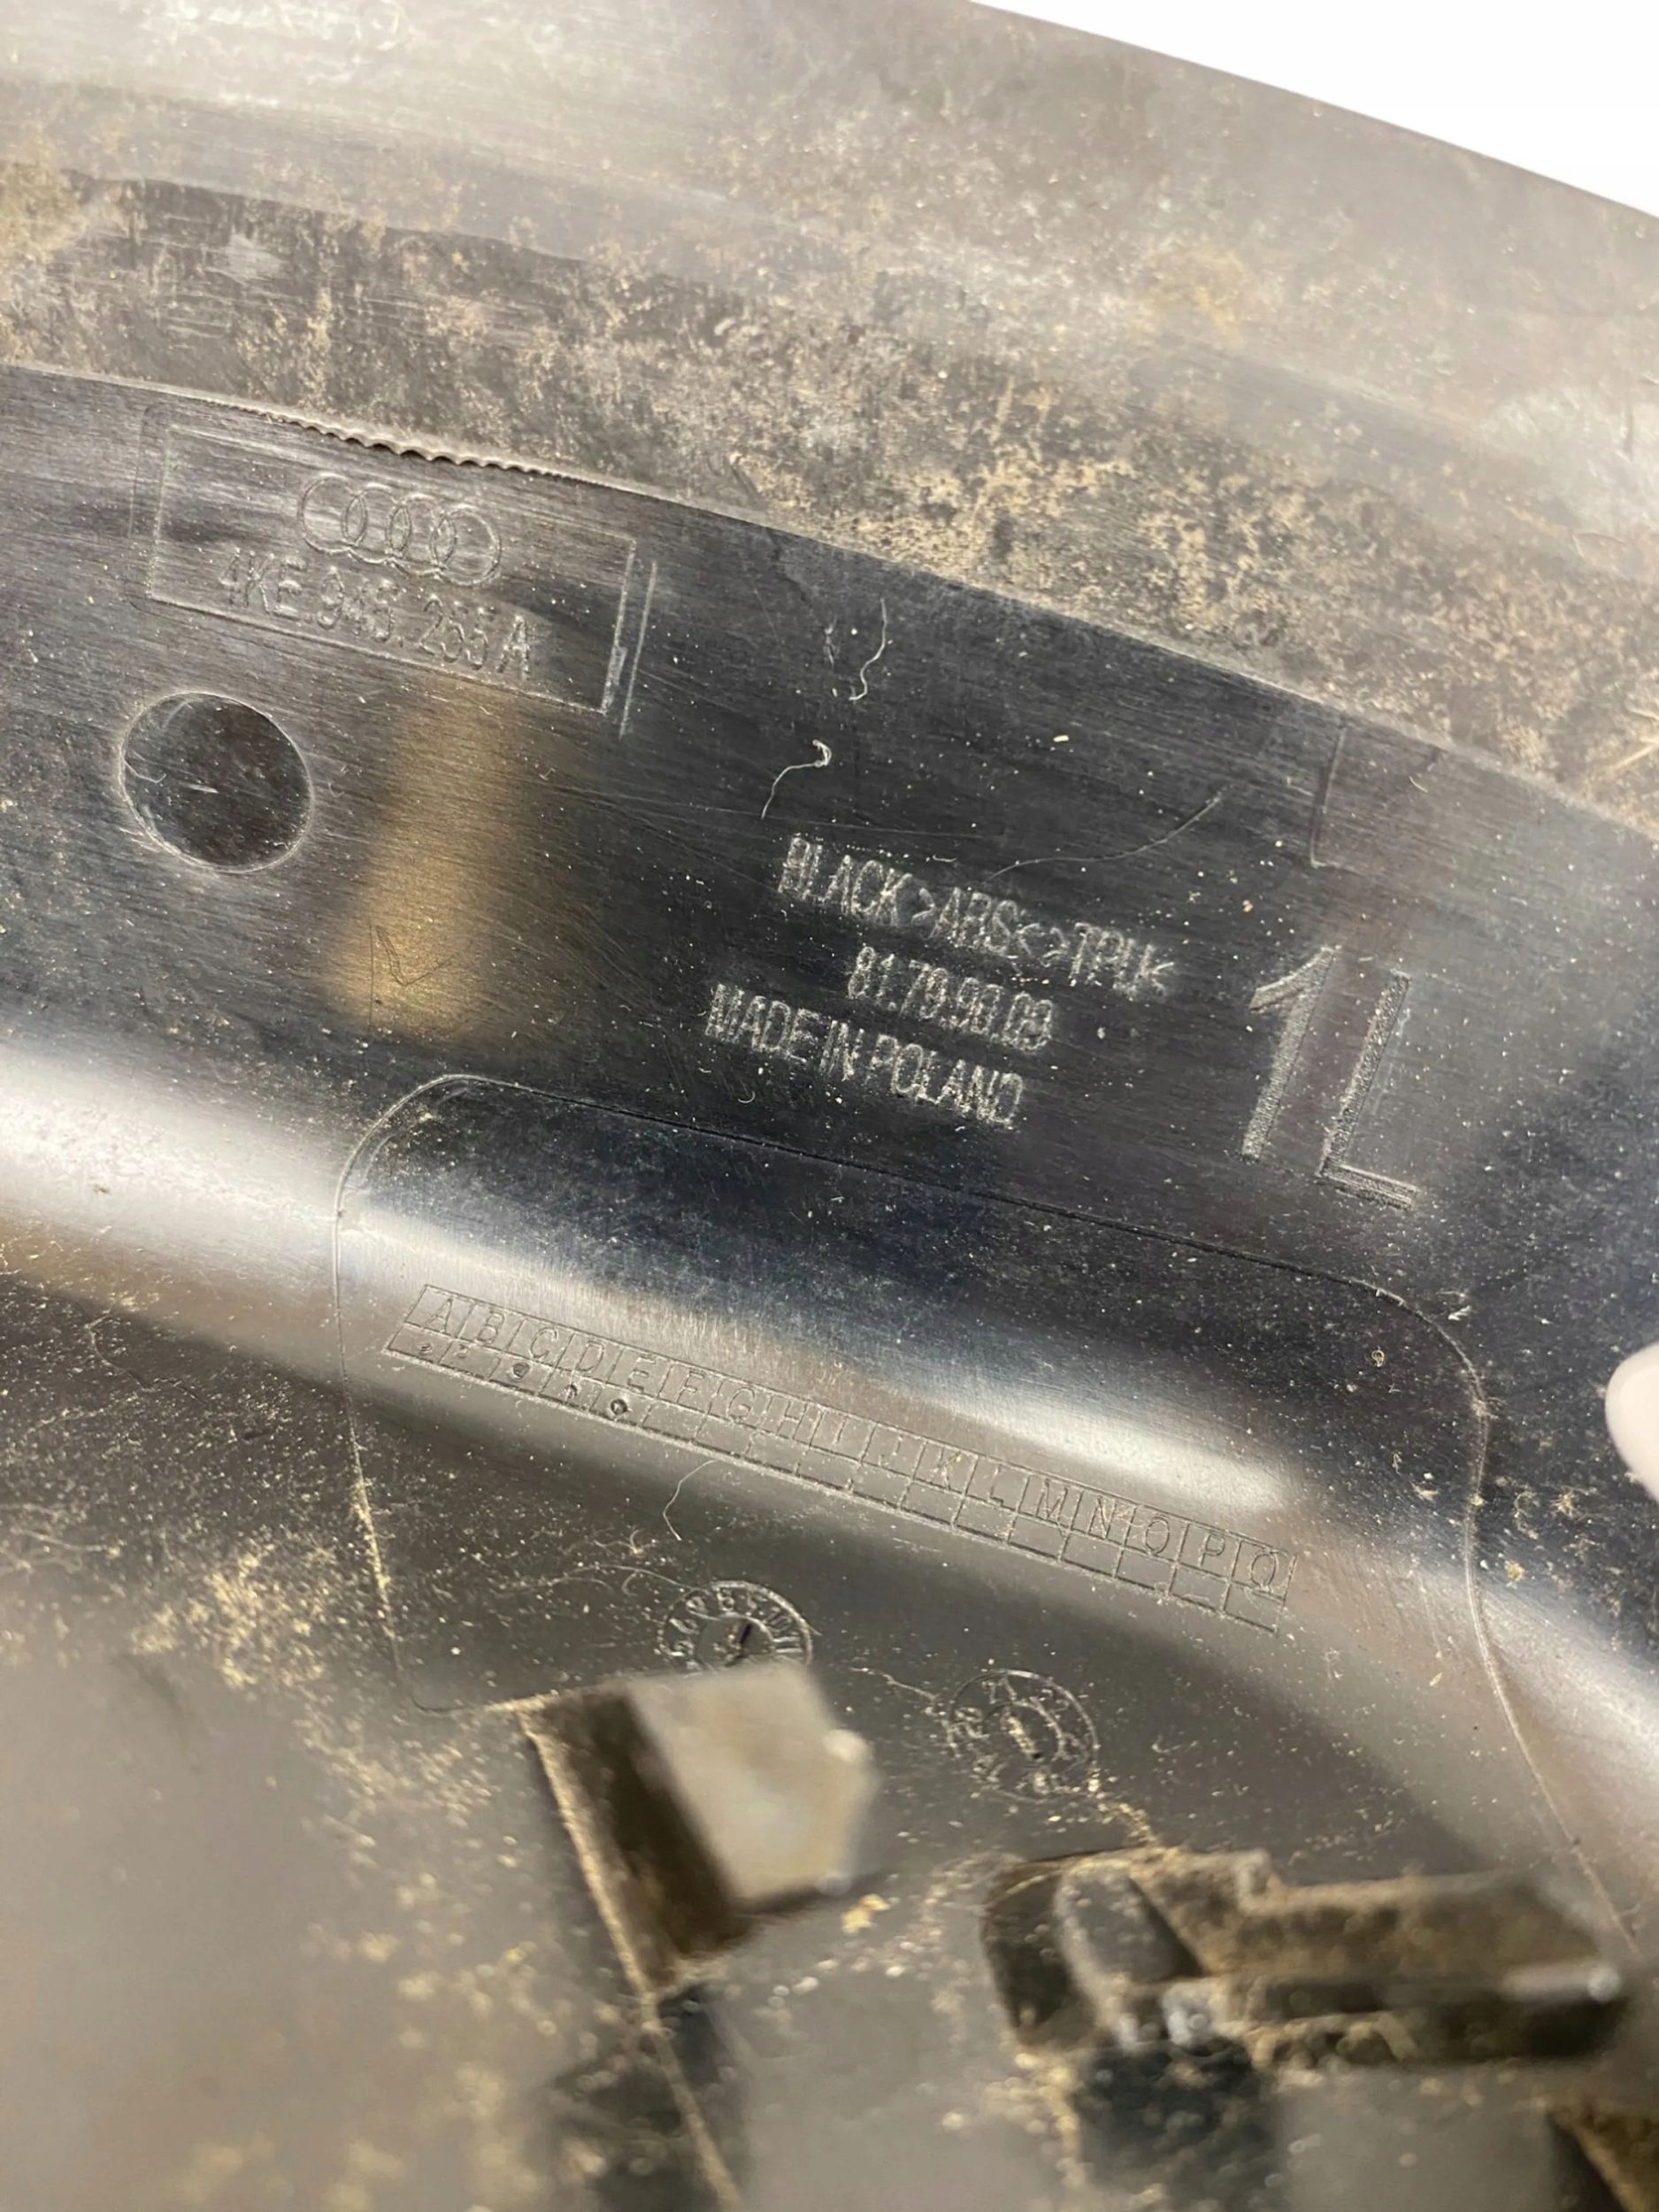 4KE 945. 255 A
BLACK >ABS<>TPU<
81.79.90.09
MADE IN POLAND
1L
A B C D E F G H I J K L M N O P Q